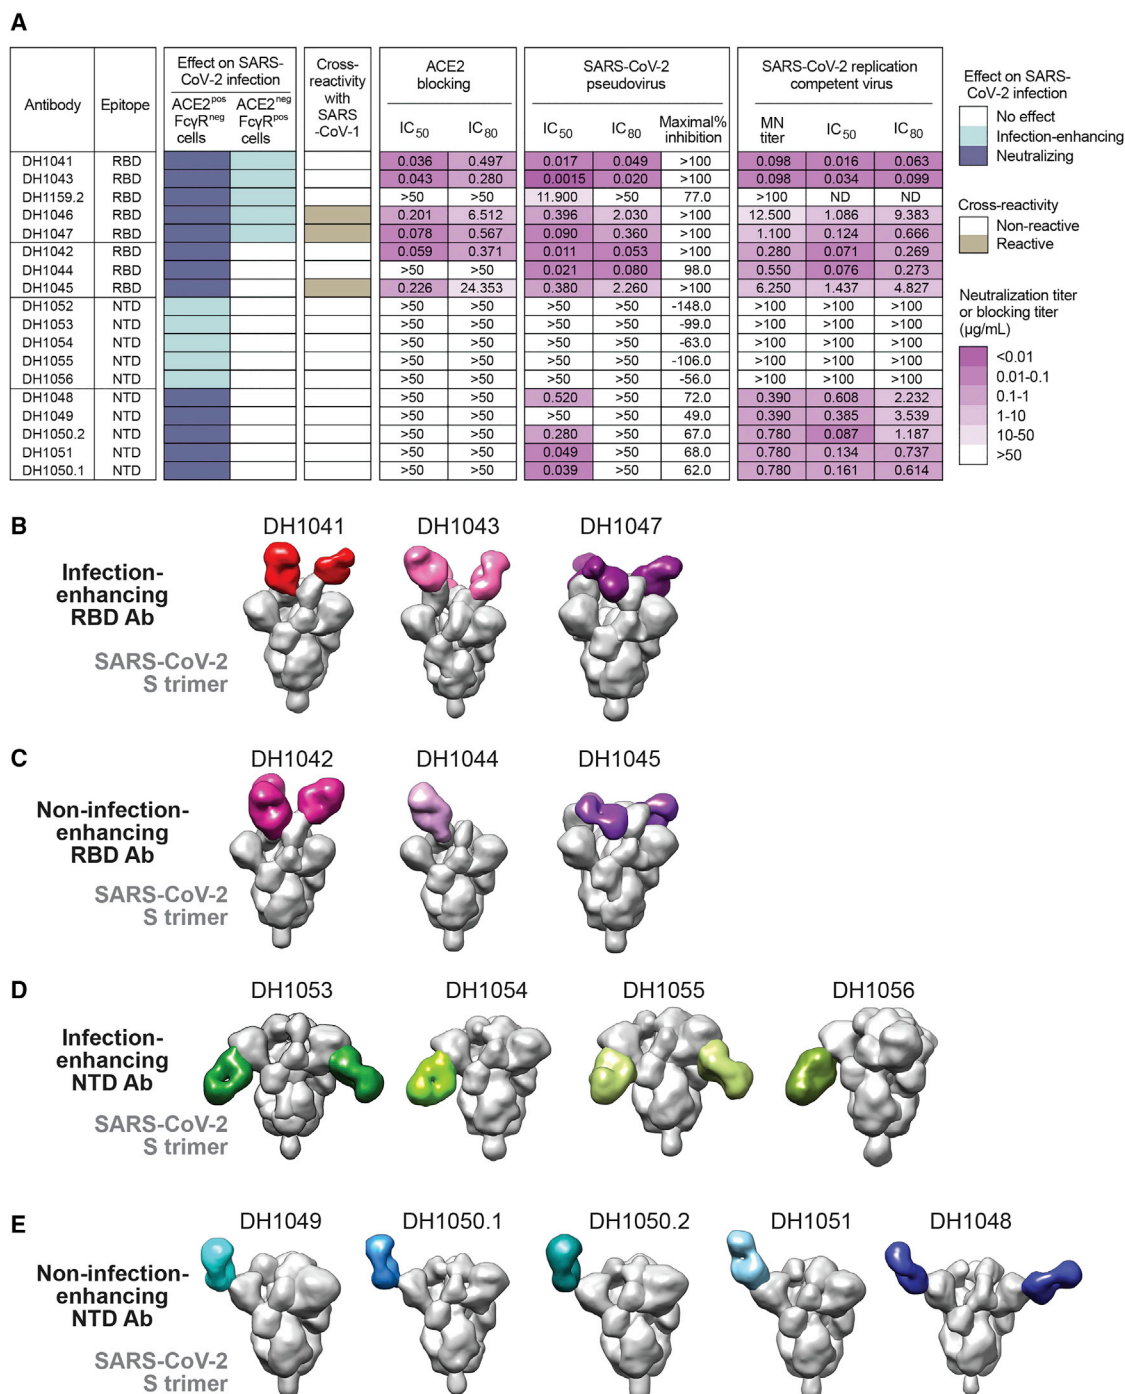 A
Antibody Epitope Effect on SARS-CoV-2 infection Cross-reactivity with SARS-CoV-1 ACE2 blocking SARS-CoV-2 pseudovirus SARS-CoV-2 replication competent virus
ACE2pos FcγRneg cells ACE2neg FcγRpos cells IC50 IC80 IC50 IC80 Maximal% inhibition MN titer IC50 IC80
DH1041 RBD 0.036 0.497 0.017 0.049 >100 0.098 0.016 0.063
DH1043 RBD 0.043 0.280 0.0015 0.020 >100 0.098 0.034 0.099
DH1159.2 RBD >50 >50 11.900 >50 77.0 >100 ND ND
DH1046 RBD 0.201 6.512 0.396 2.030 >100 12.500 1.086 9.383
DH1047 RBD 0.078 0.567 0.090 0.360 >100 1.100 0.124 0.666
DH1042 RBD 0.059 0.371 0.011 0.053 >100 0.280 0.071 0.269
DH1044 RBD >50 >50 0.021 0.080 98.0 0.550 0.076 0.273
DH1045 RBD 0.226 24.353 0.380 2.260 >100 6.250 1.437 4.827
DH1052 NTD >50 >50 >50 >50 -148.0 >100 >100 >100
DH1053 NTD >50 >50 >50 >50 -99.0 >100 >100 >100
DH1054 NTD >50 >50 >50 >50 -63.0 >100 >100 >100
DH1055 NTD >50 >50 >50 >50 -106.0 >100 >100 >100
DH1056 NTD >50 >50 >50 >50 -56.0 >100 >100 >100
DH1048 NTD >50 >50 0.520 >50 72.0 0.390 0.608 2.232
DH1049 NTD >50 >50 >50 >50 49.0 0.390 0.385 3.539
DH1050.2 NTD >50 >50 0.280 >50 67.0 0.780 0.087 1.187
DH1051 NTD >50 >50 0.049 >50 68.0 0.780 0.134 0.737
DH1050.1 NTD >50 >50 0.039 >50 62.0 0.780 0.161 0.614
Effect on SARS-
CoV-2 infection
No effect
Infection-enhancing
Neutralizing
Cross-reactivity
Non-reactive
Reactive
Neutralization titer
or blocking titer
(µg/mL)
<0.01
0.01-0.1
0.1-1
1-10
10-50
>50
B
DH1041 DH1043 DH1047
Infection-
enhancing
RBD Ab
SARS-CoV-2
S trimer
C
DH1042 DH1044 DH1045
Non-infection-
enhancing
RBD Ab
SARS-CoV-2
S trimer
D
DH1053 DH1054 DH1055 DH1056
Infection-
enhancing
NTD Ab
SARS-CoV-2
S trimer
E
DH1049 DH1050.1 DH1050.2 DH1051 DH1048
Non-infection-
enhancing
NTD Ab
SARS-CoV-2
S trimer